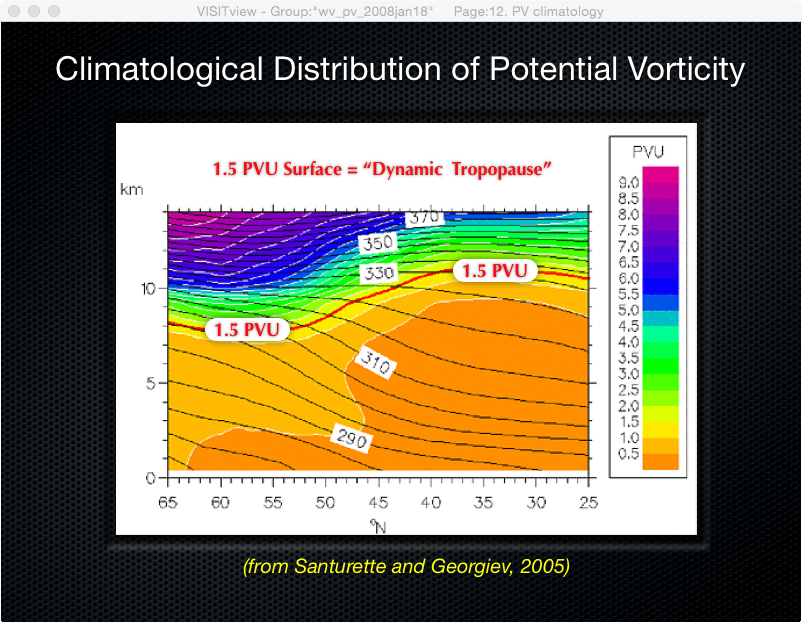 VISITview - Group:"wv_pv_2008jan18" Page:12. PV climatology
Climatological Distribution of Potential Vorticity
1.5 PVU Surface = “Dynamic Tropopause”
km
PVU
9.0
8.5
8.0
7.5
7.0
6.5
6.0
5.5
5.0
4.5
4.0
3.5
3.0
2.5
2.0
1.5
1.0
0.5
370
350
330
1.5 PVU
1.5 PVU
310
290
10
5
0
65 60 55 50 45 40 35 30 25
°N
(from Santurette and Georgiev, 2005)